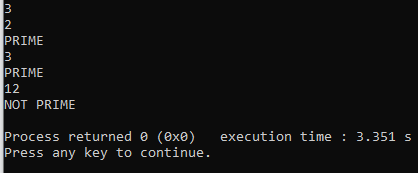 3
2
PRIME
3
PRIME
12
NOT PRIME
Process returned 0 (0x0)   execution time : 3.351 s
Press any key to continue.